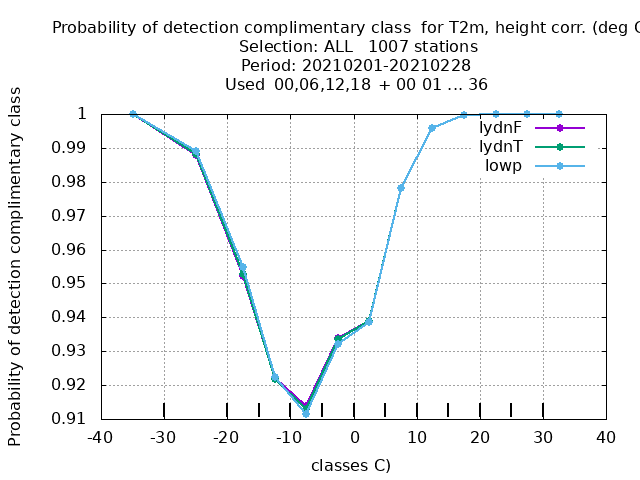 Probability of detection complimentary class  for T2m, height corr. (deg C
Selection: ALL   1007 stations
Period: 20210201-20210228
Used  00,06,12,18  + 00 01 ... 36
Probability of detection complimentary class
1
0.99
0.98
0.97
0.96
0.95
0.94
0.93
0.92
0.91
lydnF
lydnT
lowp
-40 -30 -20 -10 0 10 20 30 40
classes C)